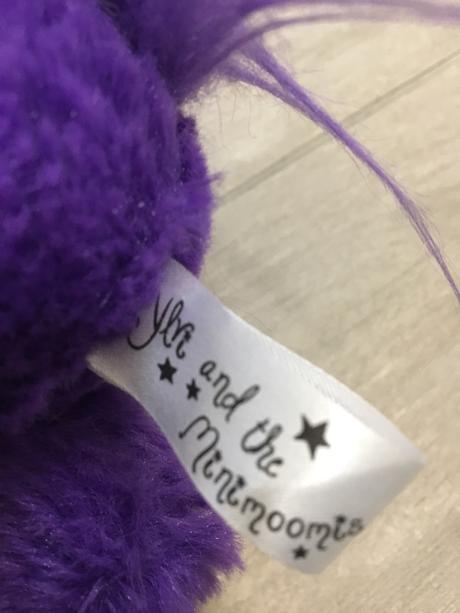 Ylvi and the
Minimoomis